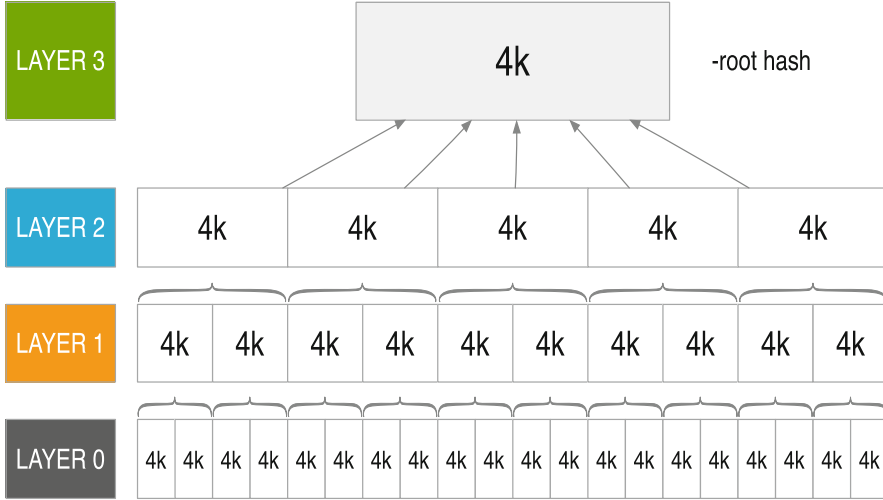 LAYER 3 4k -root hash
LAYER 2 4k 4k 4k 4k 4k
LAYER 1 4k 4k 4k 4k 4k 4k 4k 4k 4k 4k
LAYER 0 4k 4k 4k 4k 4k 4k 4k 4k 4k 4k 4k 4k 4k 4k 4k 4k 4k 4k 4k 4k